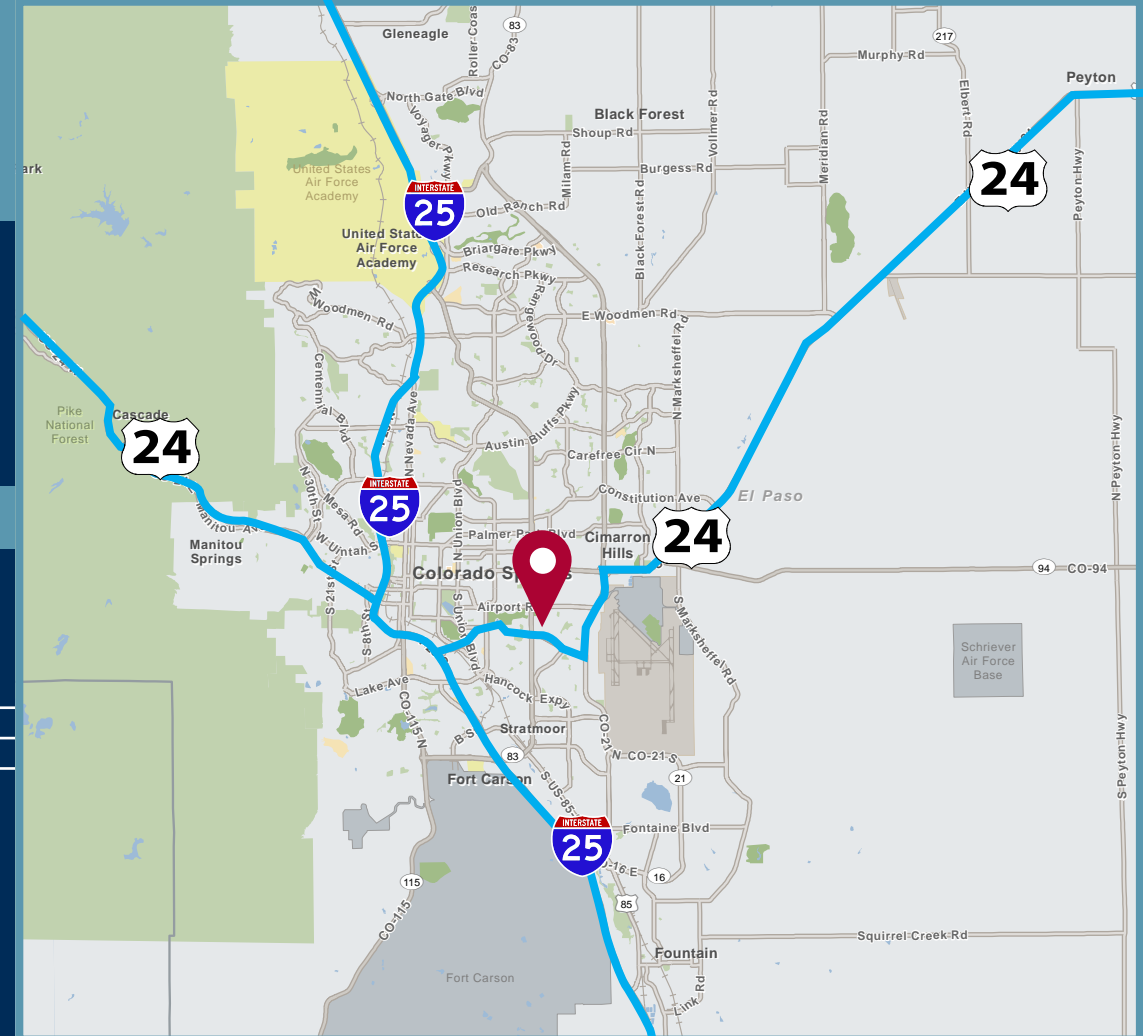 Gleneagle
83
Roller-Coas
CO-83
217
Murphy Rd
Peyton
North Gate Blvd
Voyager Pkwy
Black Forest
Shoup Rd
Vollmer Rd
Meridian Rd
Elbert Rd
Peyton Hwy
ark
United States
Air Force
Academy
Milam Rd
Burgess Rd
24
INTERSTATE
25
Old Ranch Rd
Black Forest Rd
United Stat
Air Force
Academy
Briargate Pkwy
Research Pkwy
Woodmen Rd
Rangewood Dr
E Woodmen Rd
N Marksheffel Rd
Centennial Blvd
N Nevada Ave
Pike
National
Forest
Cascade
24
Austin Bluffs Pkwy
Carefree Cir N
N Peyton Hwy
N 30th St
Mesa Rd
INTERSTATE
25
N Union Blvd
Constitution Ave
El Paso
Manitou Av
Manitou
Springs
W Uintah S
Palmer Park Blvd
Cimarron
Hills
24
Colorado Sp s
94
CO-94
S 21st St
S 8th St
S Union Blvd
Airport R
S Marksheffel Rd
Schriever
Air Force
Base
Lake Ave
Hancock Expy
CO-115 N
B S
Stratmoor
CO-21
N CO-21 S
83
21
Fort Carson
S US-85
S Peyton Hwy
INTERSTATE
25
Fontaine Blvd
O-16 E
16
115
85
CO-115
Squirrel Creek Rd
Fountain
Fort Carson
Link Rd